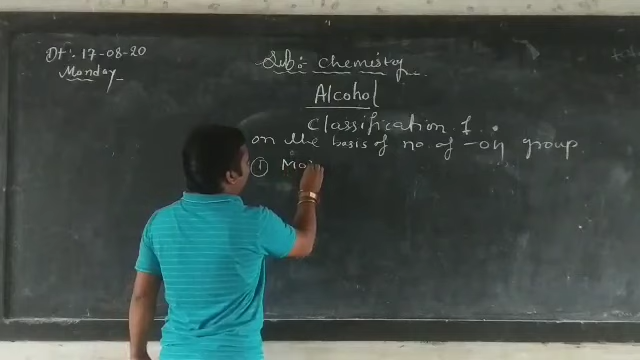 Dt: 17-08-20
Monday
Sub:- Chemistry
Alcohol
Classification 1.
on the basis of no. of -OH group
① Mo